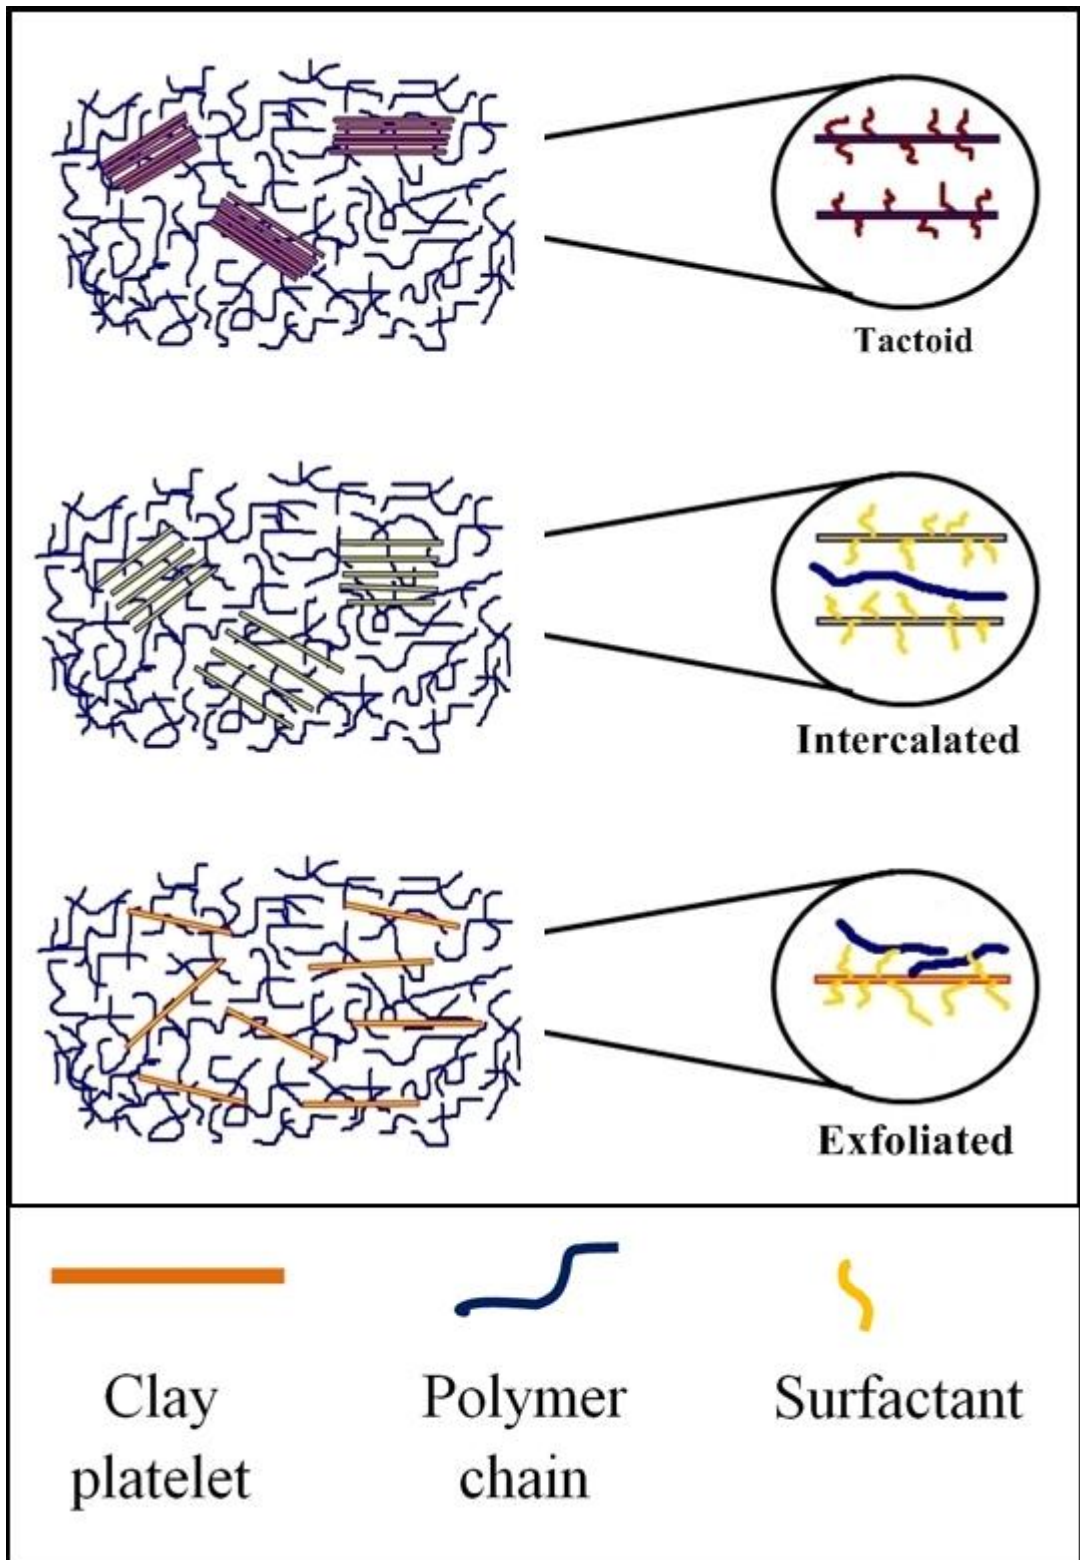 Tactoid
Intercalated
Exfoliated
Clay
platelet
Polymer
chain
Surfactant